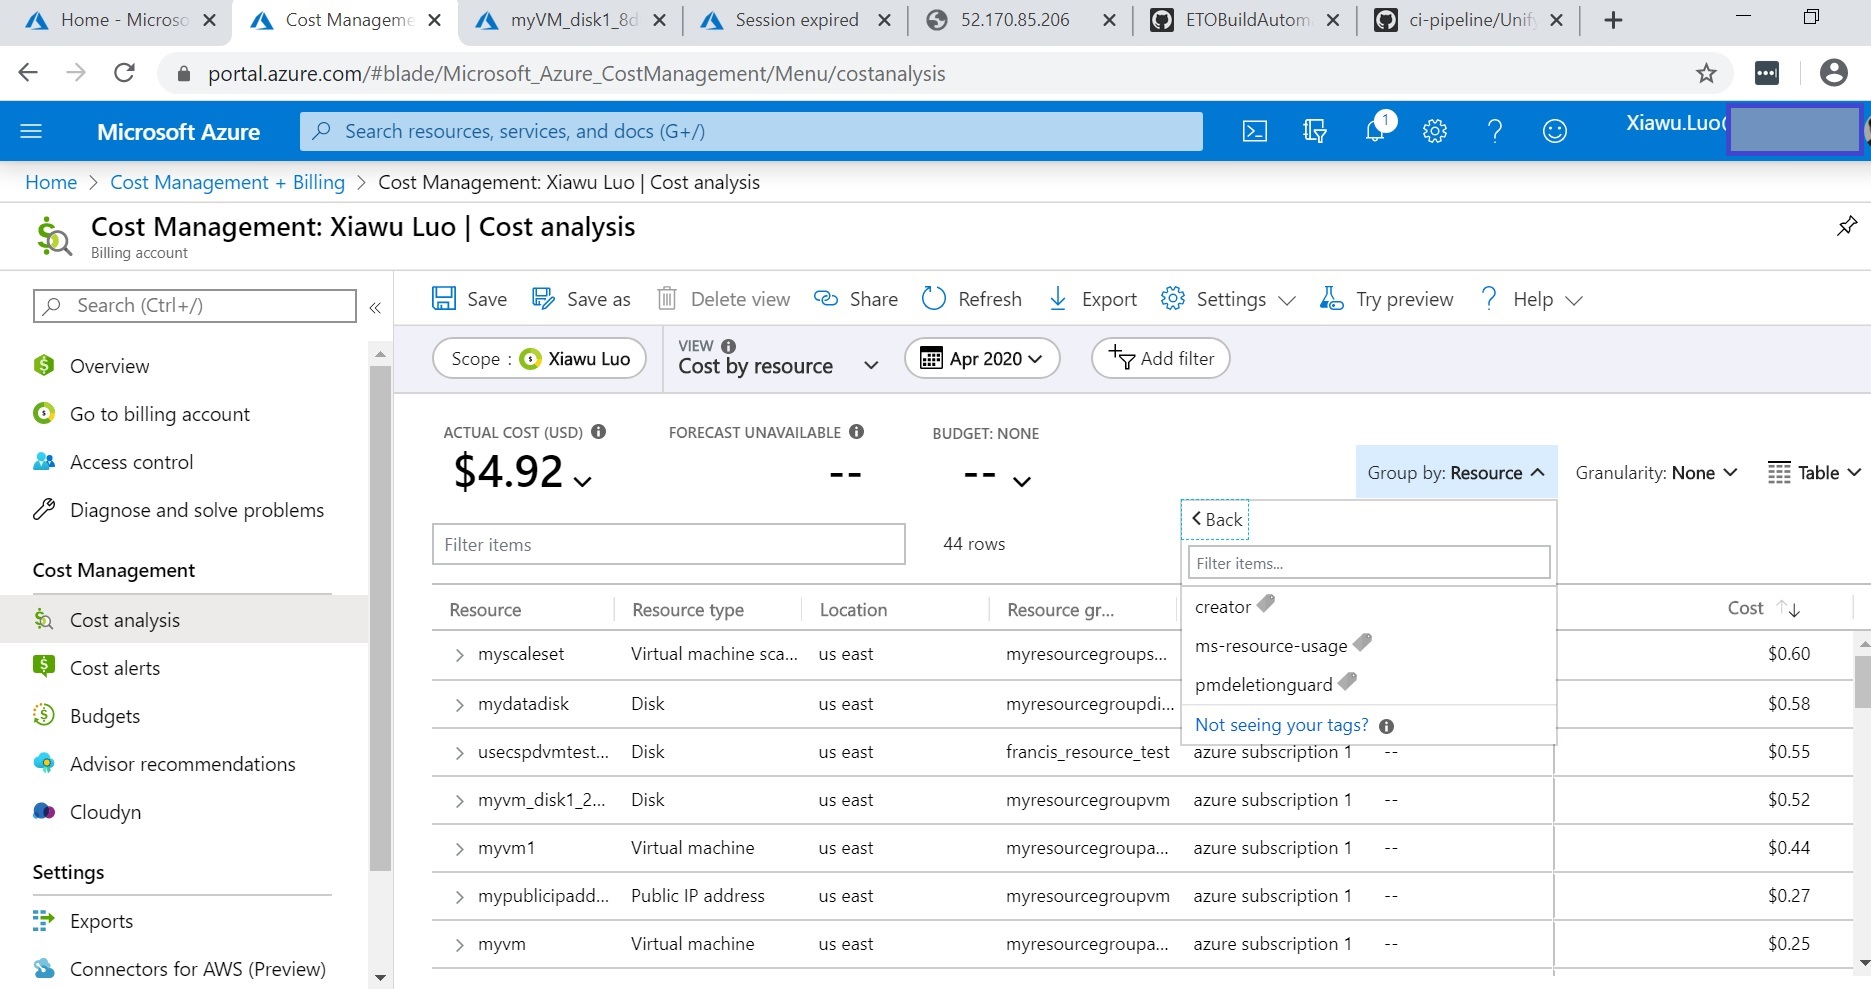 Home - Microso
Cost Manageme
myVM_disk1_8d
Session expired
52.170.85.206
ETOBuildAutom
ci-pipeline/Unify
portal.azure.com/#blade/Microsoft_Azure_CostManagement/Menu/costanalysis
Microsoft Azure
Search resources, services, and docs (G+/)
1
Xiawu.Luo@
Home > Cost Management + Billing > Cost Management: Xiawu Luo | Cost analysis
Cost Management: Xiawu Luo | Cost analysis
Billing account
Search (Ctrl+/)
Overview
Go to billing account
Access control
Diagnose and solve problems
Cost Management
Cost analysis
Cost alerts
Budgets
Advisor recommendations
Cloudyn
Settings
Exports
Connectors for AWS (Preview)
Save Save as Delete view Share Refresh Export Settings Try preview Help
Scope : Xiawu Luo
VIEW
Cost by resource
Apr 2020
Add filter
ACTUAL COST (USD)
$4.92
FORECAST UNAVAILABLE
--
BUDGET: NONE
--
Group by: Resource
Granularity: None
Table
Filter items
44 rows
Back
Filter items...
creator
ms-resource-usage
pmdeletionguard
Not seeing your tags?
Resource Resource type Location Resource gr... Cost
myscaleset Virtual machine sca... us east myresourcegroups... $0.60
mydatadisk Disk us east myresourcegroupdi... $0.58
usecspdvmtest... Disk us east francis_resource_test azure subscription 1 -- $0.55
myvm_disk1_2... Disk us east myresourcegroupvm azure subscription 1 -- $0.52
myvm1 Virtual machine us east myresourcegroupa... azure subscription 1 -- $0.44
mypublicipadd... Public IP address us east myresourcegroupvm azure subscription 1 -- $0.27
myvm Virtual machine us east myresourcegroupa... azure subscription 1 -- $0.25